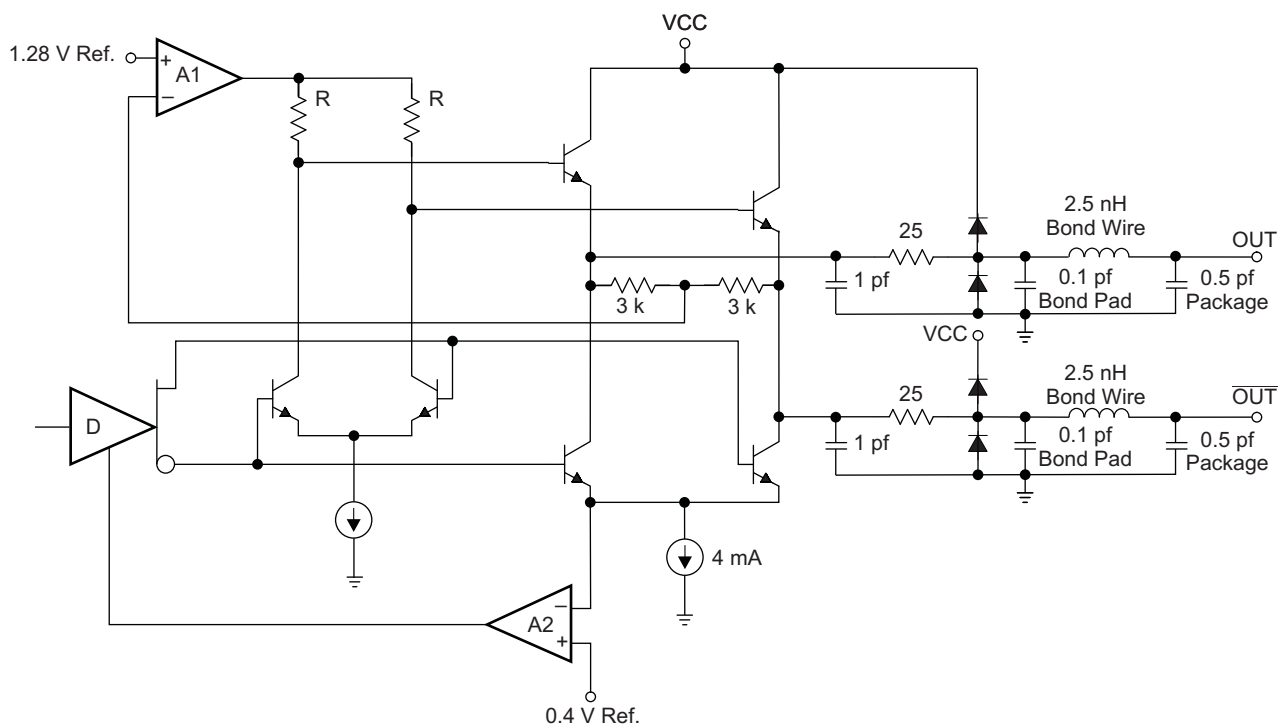 VCC
1.28 V Ref.
+
A1
−
R
R
2.5 nH
Bond Wire
25
OUT
1 pf
0.1 pf
Bond Pad
0.5 pf
Package
3 k
3 k
VCC
2.5 nH
Bond Wire
25
OUT
D
1 pf
0.1 pf
Bond Pad
0.5 pf
Package
4 mA
−
A2
+
0.4 V Ref.